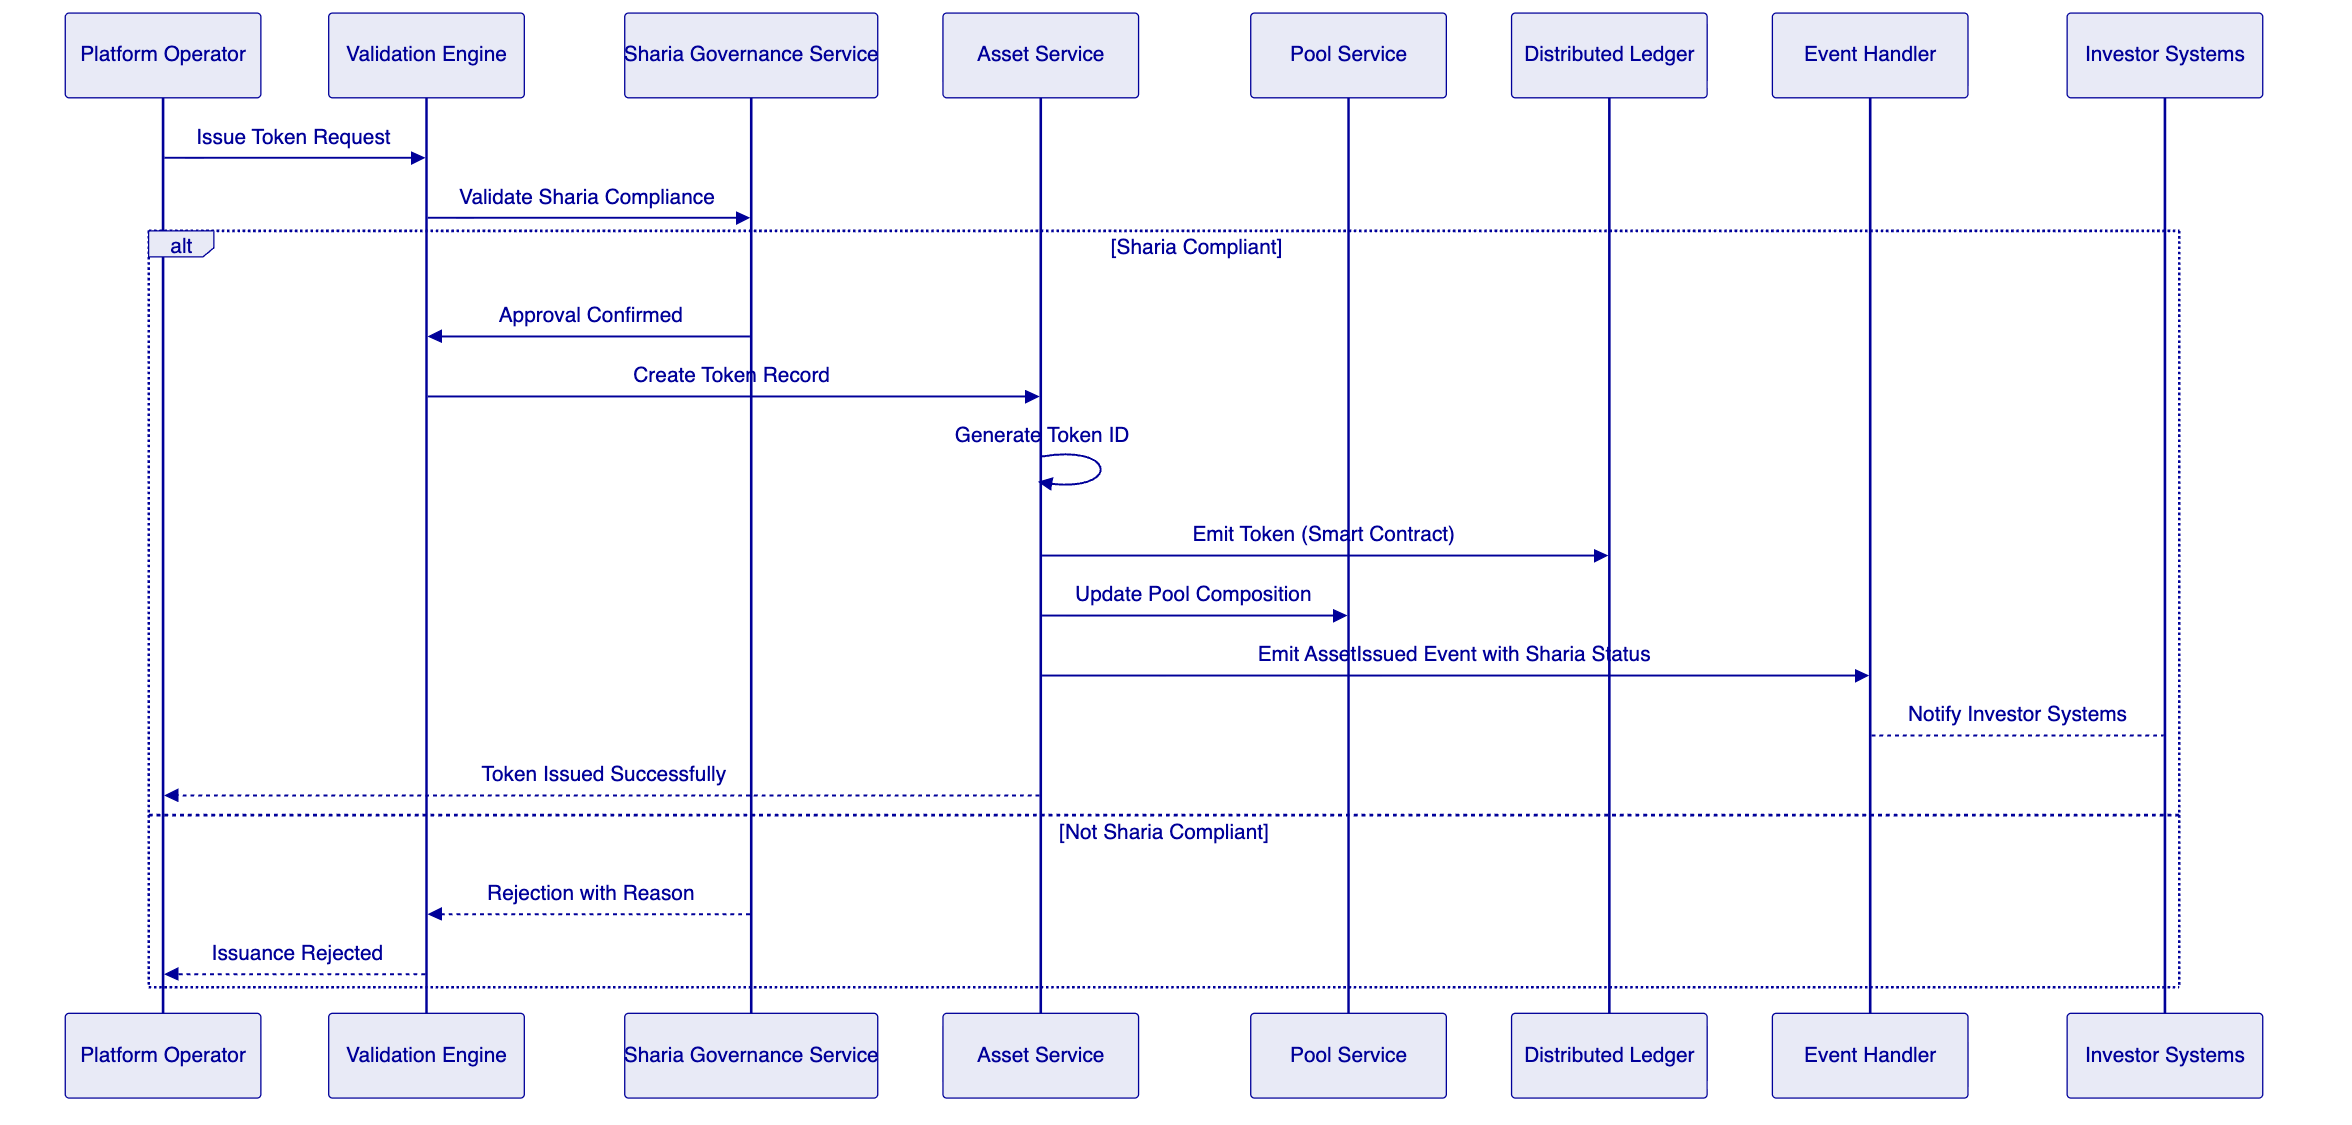 Platform Operator
Validation Engine
Sharia Governance Service
Asset Service
Pool Service
Distributed Ledger
Event Handler
Investor Systems
Issue Token Request
Validate Sharia Compliance
alt
[Sharia Compliant]
Approval Confirmed
Create Token Record
Generate Token ID
Emit Token (Smart Contract)
Update Pool Composition
Emit AssetIssued Event with Sharia Status
Notify Investor Systems
Token Issued Successfully
[Not Sharia Compliant]
Rejection with Reason
Issuance Rejected
Platform Operator
Validation Engine
Sharia Governance Service
Asset Service
Pool Service
Distributed Ledger
Event Handler
Investor Systems